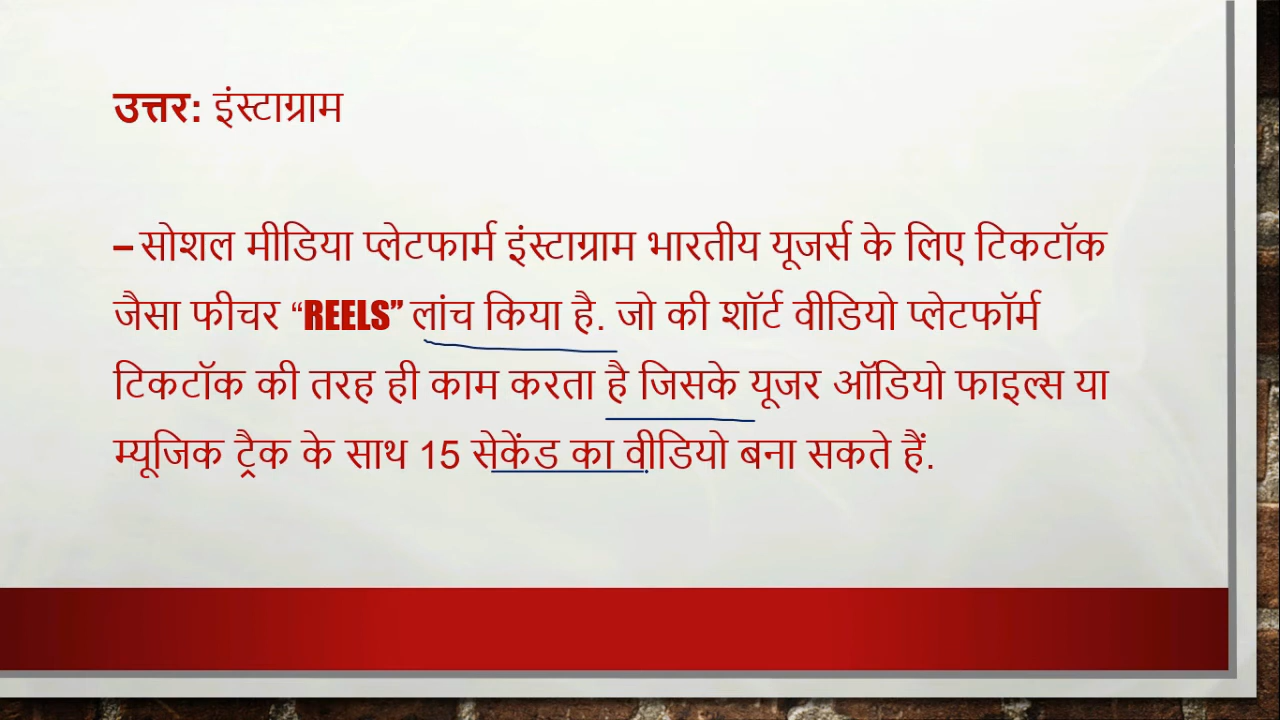 उत्तर: इंस्टाग्राम
– सोशल मीडिया प्लेटफार्म इंस्टाग्राम भारतीय यूजर्स के लिए टिकटॉक
जैसा फीचर “REELS” लांच किया है. जो की शॉर्ट वीडियो प्लेटफॉर्म
टिकटॉक की तरह ही काम करता है जिसके यूजर ऑडियो फाइल्स या
म्यूजिक ट्रैक के साथ 15 सेकेंड का वीडियो बना सकते हैं.